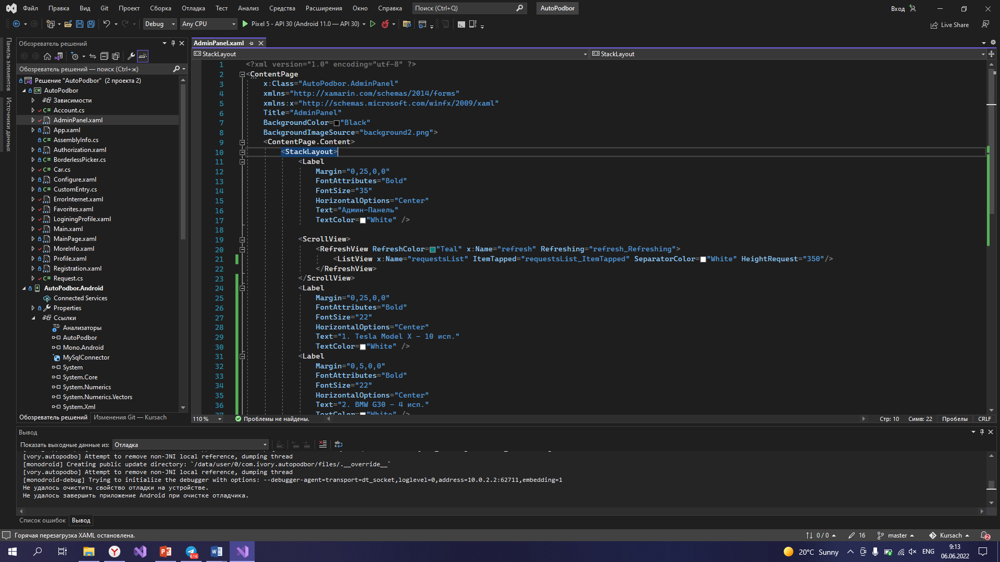 Файл Правка Вид Git Проект Сборка Отладка Тест Анализ Средства Расширения Окно Справка Поиск (Ctrl+Q) AutoPodbor Вход
Debug Any CPU Pixel 5 - API 30 (Android 11.0 — API 30) Live Share
Панель элементов
Источники данных
Обозреватель решений
Обозреватель решений — поиск (Ctrl+ж)
Решение "AutoPodbor" (2 проекта 2)
AutoPodbor
Зависимости
C# Account.cs
AdminPanel.xaml
App.xaml
C# AssemblyInfo.cs
Authorization.xaml
C# BorderlessPicker.cs
C# Car.cs
Configure.xaml
C# CustomEntry.cs
ErrorInternet.xaml
Favorites.xaml
LoginingProfile.xaml
Main.xaml
MainPage.xaml
MoreInfo.xaml
Profile.xaml
Registration.xaml
C# Request.cs
AutoPodbor.Android
Connected Services
Properties
Ссылки
Анализаторы
AutoPodbor
Mono.Android
MySqlConnector
System
System.Core
System.Numerics
System.Numerics.Vectors
System.Xml
Обозреватель решений Изменения Git — Kursach
AdminPanel.xaml
StackLayout StackLayout
1 <?xml version="1.0" encoding="utf-8" ?>
2 <ContentPage
3 x:Class="AutoPodbor.AdminPanel"
4 xmlns="http://xamarin.com/schemas/2014/forms"
5 xmlns:x="http://schemas.microsoft.com/winfx/2009/xaml"
6 Title="AdminPanel"
7 BackgroundColor="Black"
8 BackgroundImageSource="background2.png">
9 <ContentPage.Content>
10 <StackLayout>
11 <Label
12 Margin="0,25,0,0"
13 FontAttributes="Bold"
14 FontSize="35"
15 HorizontalOptions="Center"
16 Text="Админ-Панель"
17 TextColor="White" />
18
19 <ScrollView>
20 <RefreshView RefreshColor="Teal" x:Name="refresh" Refreshing="refresh_Refreshing">
21 <ListView x:Name="requestsList" ItemTapped="requestsList_ItemTapped" SeparatorColor="White" HeightRequest="350"/>
22 </RefreshView>
23 </ScrollView>
24 <Label
25 Margin="0,25,0,0"
26 FontAttributes="Bold"
27 FontSize="22"
28 HorizontalOptions="Center"
29 Text="1. Tesla Model X - 10 исп."
30 TextColor="White" />
31 <Label
32 Margin="0,5,0,0"
33 FontAttributes="Bold"
34 FontSize="22"
35 HorizontalOptions="Center"
36 Text="2. BMW G30 - 4 исп."
37 TextColor="White" />
110 % Проблемы не найдены. Стр: 10 Симв: 22 Пробелы CRLF
Вывод
Показать выходные данные из: Отладка
[vory.autopodbo] Attempt to remove non-JNI local reference, dumping thread
[monodroid] Creating public update directory: `/data/user/0/com.ivory.autopodbor/files/.__override__`
[vory.autopodbo] Attempt to remove non-JNI local reference, dumping thread
[monodroid-debug] Trying to initialize the debugger with options: --debugger-agent=transport=dt_socket,loglevel=0,address=10.0.2.2:62711,embedding=1
Не удалось очистить свойство отладки на устройстве.
Не удалось завершить приложение Android при очистке отладчика.
Список ошибок Вывод
Горячая перезагрузка XAML остановлена. 0 / 0 16 master Kursach 2
616 20°C Sunny ENG 9:13
06.06.2022